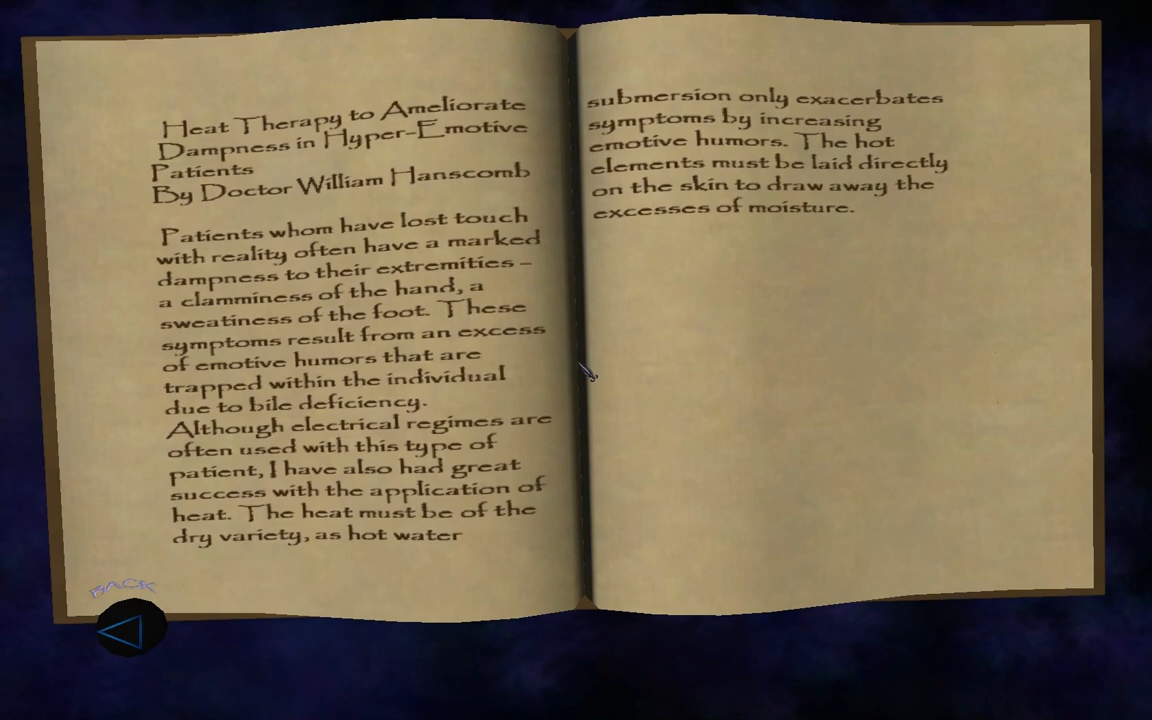 Heat Therapy to Ameliorate
Dampness in Hyper-Emotive
Patients
By Doctor William Hanscomb
Patients whom have lost touch
with reality often have a marked
dampness to their extremities –
a clamminess of the hand, a
sweatiness of the foot. These
symptoms result from an excess
of emotive humors that are
trapped within the individual
due to bile deficiency.
Although electrical regimes are
often used with this type of
patient, I have also had great
success with the application of
heat. The heat must be of the
dry variety, as hot water
submersion only exacerbates
symptoms by increasing
emotive humors. The hot
elements must be laid directly
on the skin to draw away the
excesses of moisture.
BACK